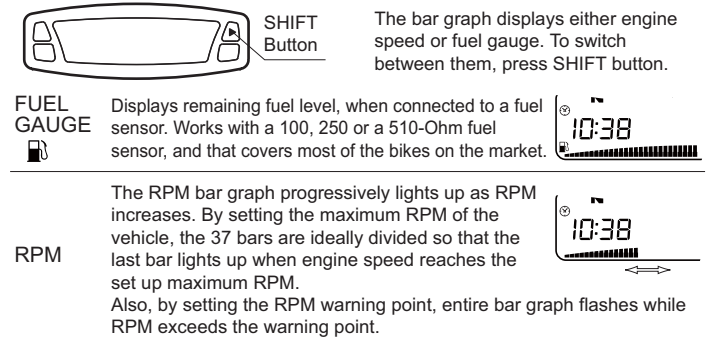 SHIFT
Button
The bar graph displays either engine
speed or fuel gauge. To switch
between them, press SHIFT button.
FUEL
GAUGE
Displays remaining fuel level, when connected to a fuel
sensor. Works with a 100, 250 or a 510-Ohm fuel
sensor, and that covers most of the bikes on the market.
10:38
RPM
The RPM bar graph progressively lights up as RPM
increases. By setting the maximum RPM of the
vehicle, the 37 bars are ideally divided so that the
last bar lights up when engine speed reaches the
set up maximum RPM.
Also, by setting the RPM warning point, entire bar graph flashes while
RPM exceeds the warning point.
10:38